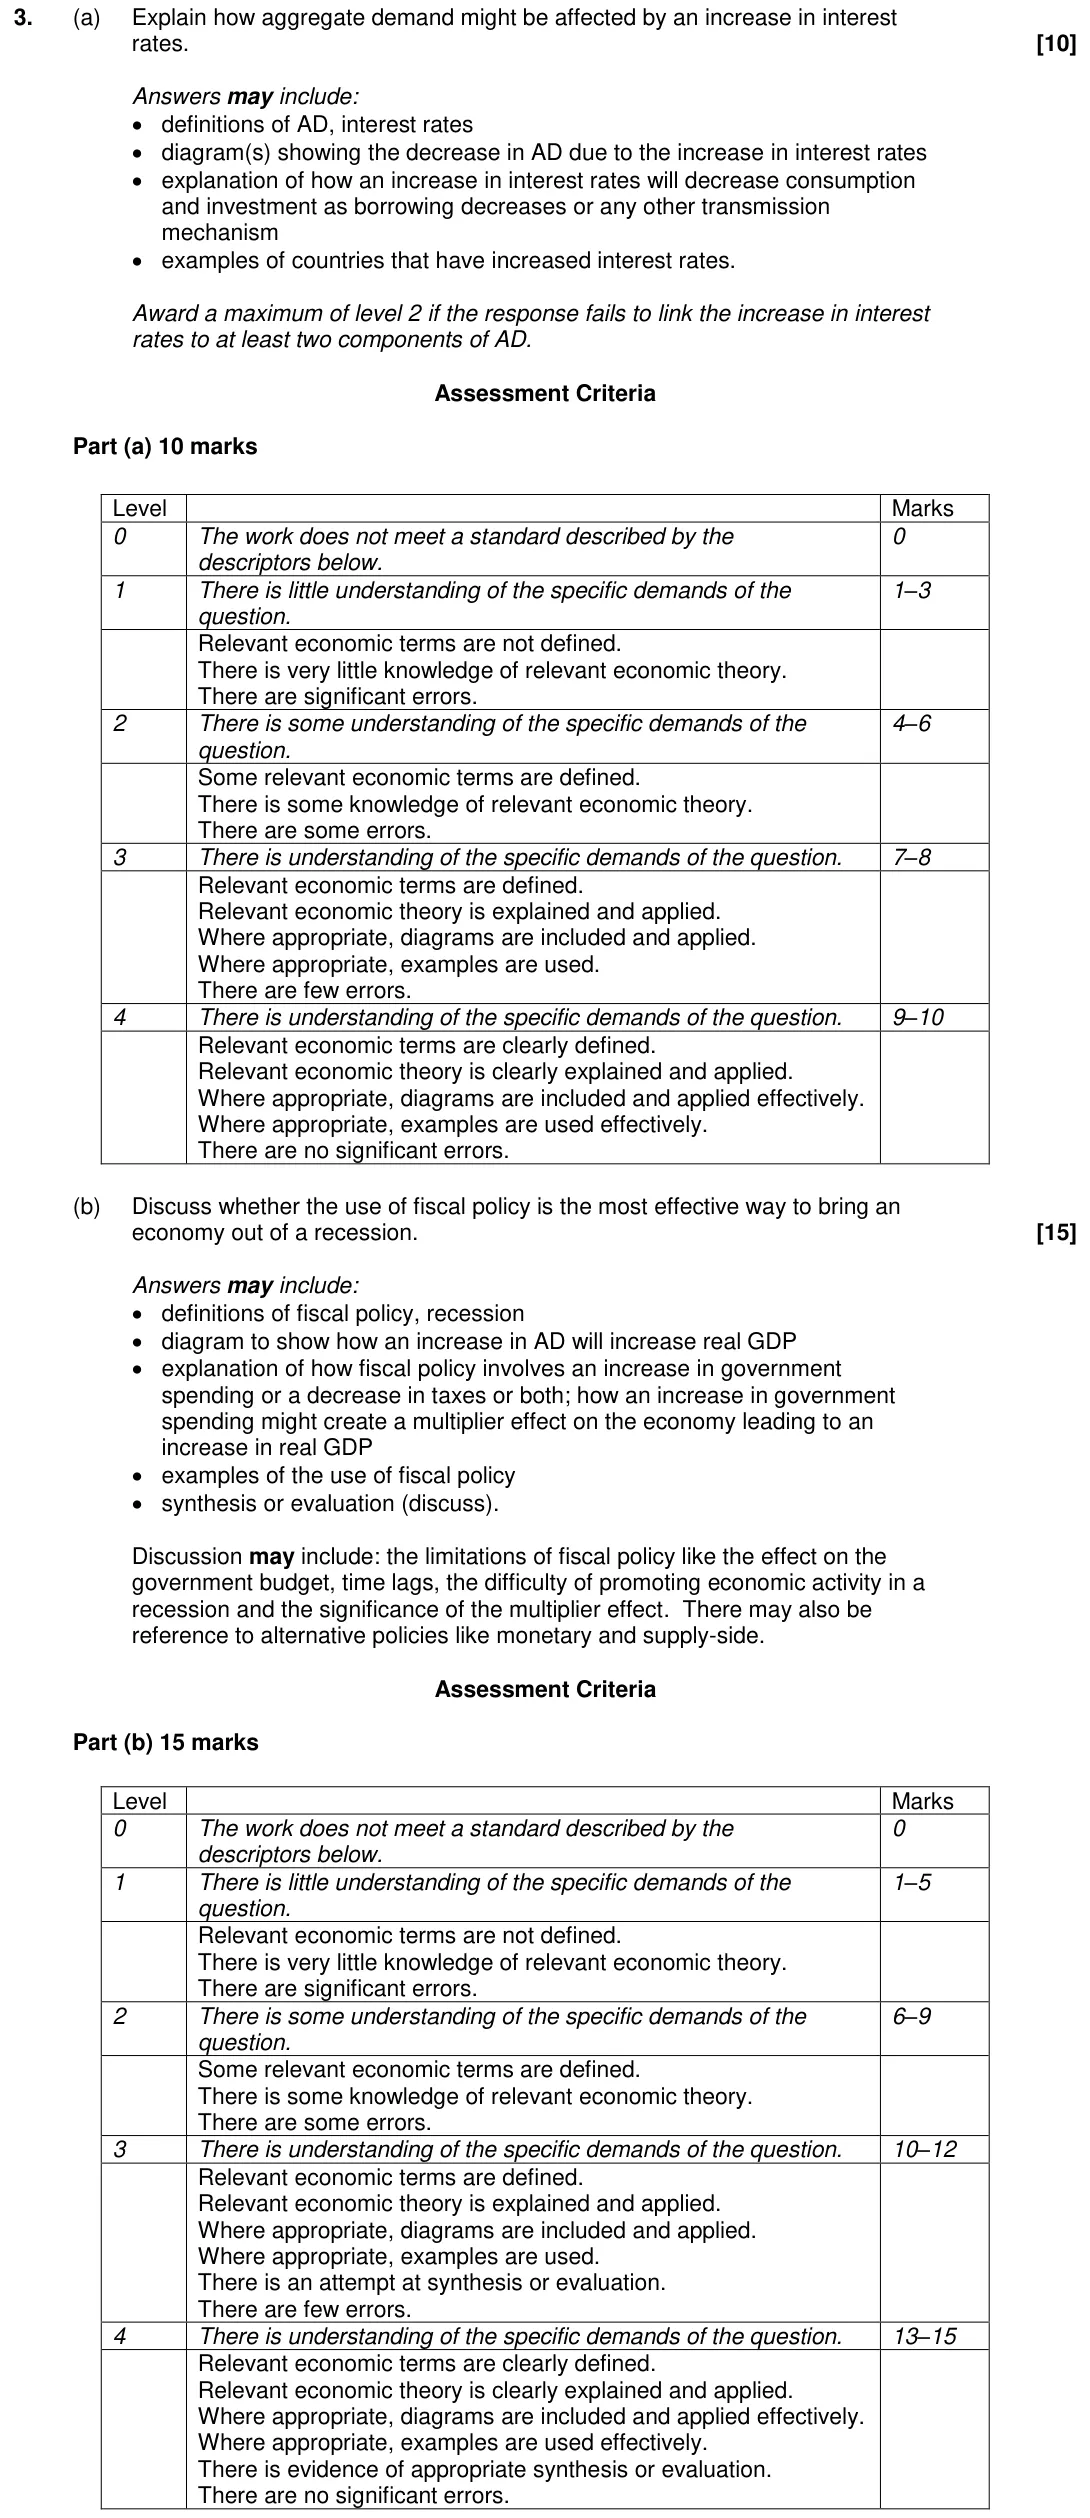 3. (a) Explain how aggregate demand might be affected by an increase in interest
rates. [10]
Answers may include:
• definitions of AD, interest rates
• diagram(s) showing the decrease in AD due to the increase in interest rates
• explanation of how an increase in interest rates will decrease consumption
and investment as borrowing decreases or any other transmission
mechanism
• examples of countries that have increased interest rates.
Award a maximum of level 2 if the response fails to link the increase in interest
rates to at least two components of AD.
Assessment Criteria
Part (a) 10 marks
Level Marks
0 The work does not meet a standard described by the 0
descriptors below.
1 There is little understanding of the specific demands of the 1–3
question.
Relevant economic terms are not defined.
There is very little knowledge of relevant economic theory.
There are significant errors.
2 There is some understanding of the specific demands of the 4–6
question.
Some relevant economic terms are defined.
There is some knowledge of relevant economic theory.
There are some errors.
3 There is understanding of the specific demands of the question. 7–8
Relevant economic terms are defined.
Relevant economic theory is explained and applied.
Where appropriate, diagrams are included and applied.
Where appropriate, examples are used.
There are few errors.
4 There is understanding of the specific demands of the question. 9–10
Relevant economic terms are clearly defined.
Relevant economic theory is clearly explained and applied.
Where appropriate, diagrams are included and applied effectively.
Where appropriate, examples are used effectively.
There are no significant errors.
(b) Discuss whether the use of fiscal policy is the most effective way to bring an
economy out of a recession. [15]
Answers may include:
• definitions of fiscal policy, recession
• diagram to show how an increase in AD will increase real GDP
• explanation of how fiscal policy involves an increase in government
spending or a decrease in taxes or both; how an increase in government
spending might create a multiplier effect on the economy leading to an
increase in real GDP
• examples of the use of fiscal policy
• synthesis or evaluation (discuss).
Discussion may include: the limitations of fiscal policy like the effect on the
government budget, time lags, the difficulty of promoting economic activity in a
recession and the significance of the multiplier effect.  There may also be
reference to alternative policies like monetary and supply-side.
Assessment Criteria
Part (b) 15 marks
Level Marks
0 The work does not meet a standard described by the 0
descriptors below.
1 There is little understanding of the specific demands of the 1–5
question.
Relevant economic terms are not defined.
There is very little knowledge of relevant economic theory.
There are significant errors.
2 There is some understanding of the specific demands of the 6–9
question.
Some relevant economic terms are defined.
There is some knowledge of relevant economic theory.
There are some errors.
3 There is understanding of the specific demands of the question. 10–12
Relevant economic terms are defined.
Relevant economic theory is explained and applied.
Where appropriate, diagrams are included and applied.
Where appropriate, examples are used.
There is an attempt at synthesis or evaluation.
There are few errors.
4 There is understanding of the specific demands of the question. 13–15
Relevant economic terms are clearly defined.
Relevant economic theory is clearly explained and applied.
Where appropriate, diagrams are included and applied effectively.
Where appropriate, examples are used effectively.
There is evidence of appropriate synthesis or evaluation.
There are no significant errors.